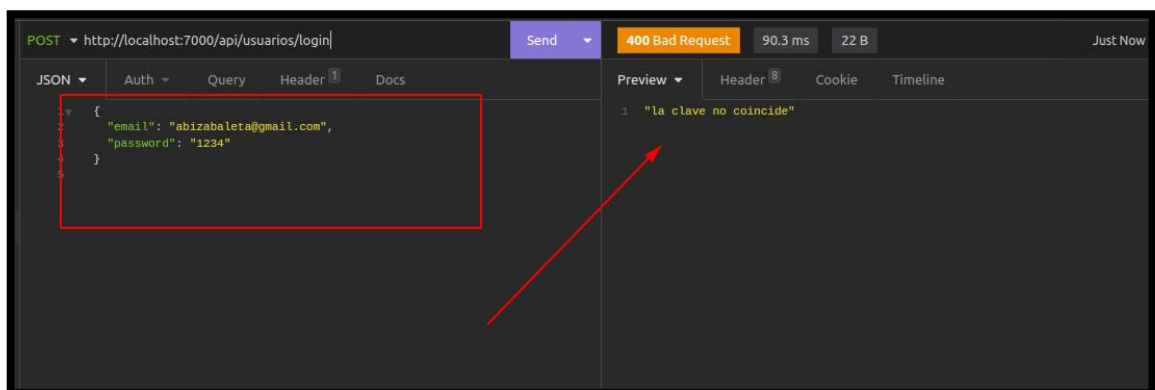 POST http://localhost:7000/api/usuarios/login Send
JSON Auth Query Header 1 Docs
1 {
2 "email": "abizabaleta@gmail.com",
3 "password": "1234"
4 }
5
400 Bad Request 90.3 ms 22 B Just Now
Preview Header 8 Cookie Timeline
1 "la clave no coincide"